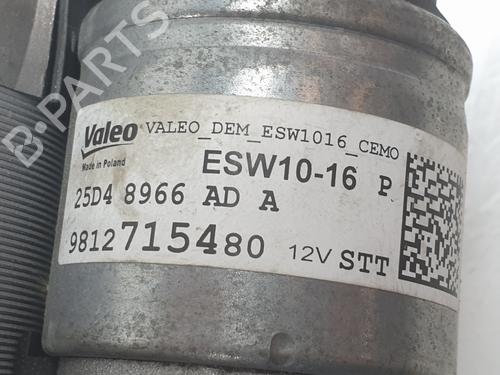 Valeo VALEO_DEM_ESW1016_CEMO
Made in Poland
ESW10-16 P
25D4 8966 AD A
9812715480 12V STT
B-PARTS